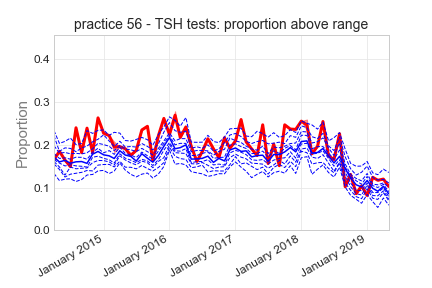 practice 56 - TSH tests: proportion above range
Proportion
0.4
0.3
0.2
0.1
0.0
January 2015
January 2016
January 2017
January 2018
January 2019